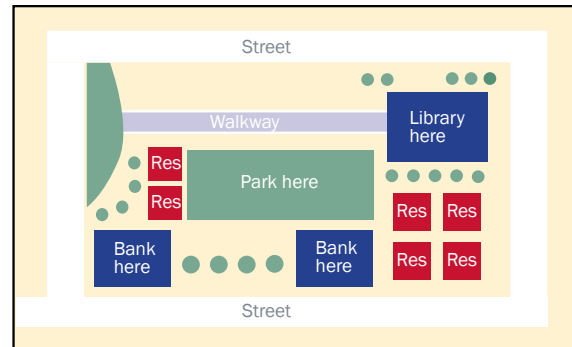 Street
Walkway
Library
here
Res
Park here
Res
Res
Res
Bank
here
Bank
here
Res
Res
Street